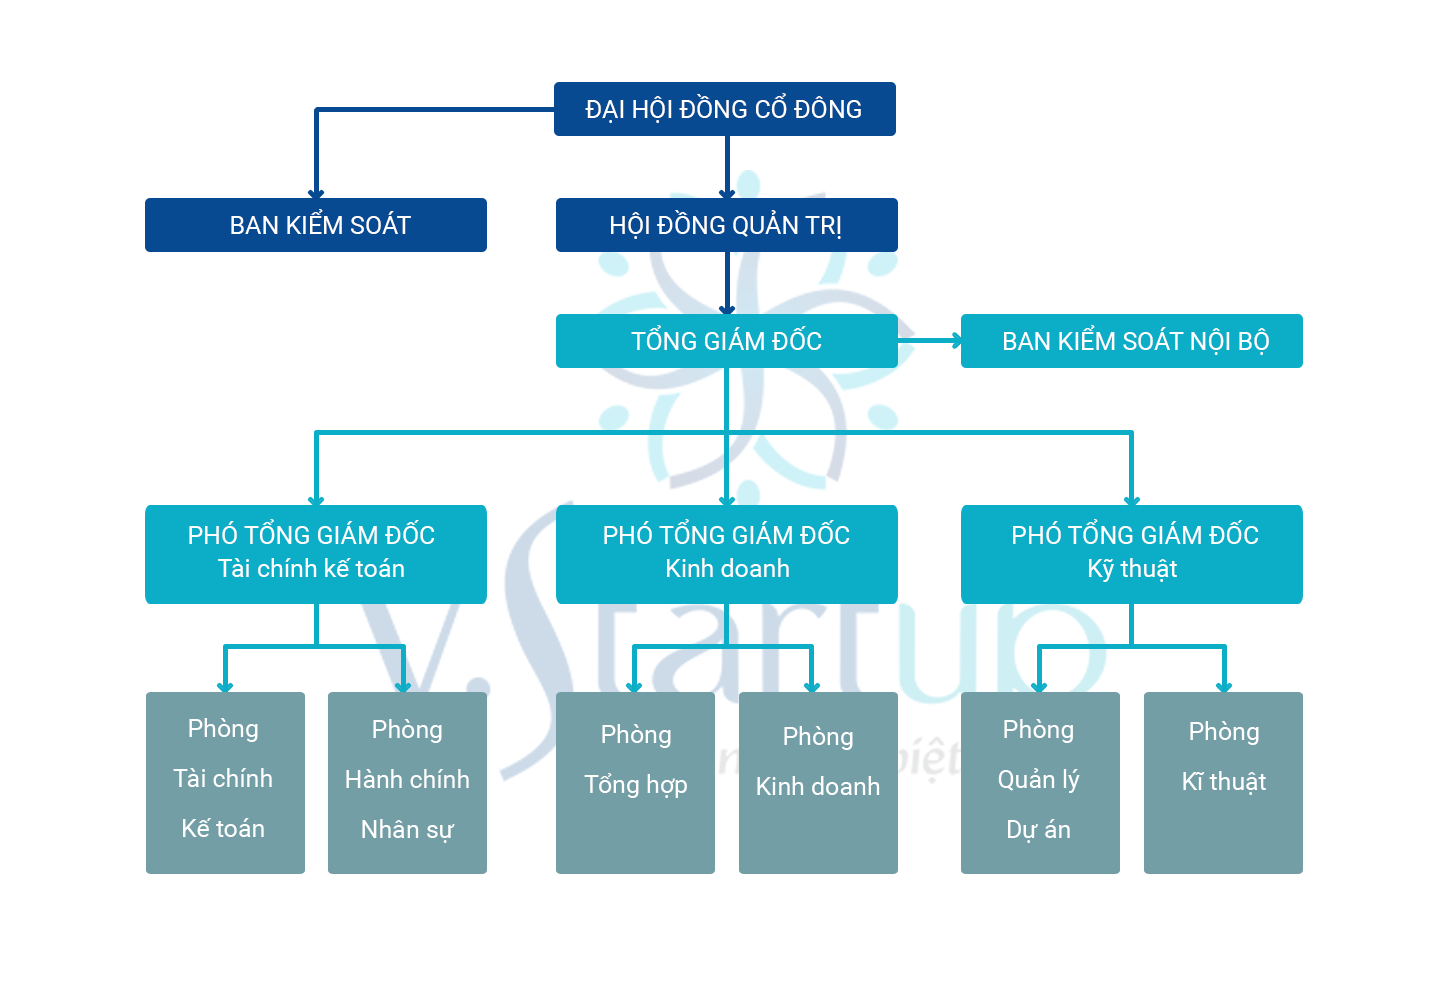 ĐẠI HỘI ĐỒNG CỔ ĐÔNG
BAN KIỂM SOÁT
HỘI ĐỒNG QUẢN TRỊ
TỔNG GIÁM ĐỐC
BAN KIỂM SOÁT NỘI BỘ
PHÓ TỔNG GIÁM ĐỐC
Tài chính kế toán
PHÓ TỔNG GIÁM ĐỐC
Kinh doanh
PHÓ TỔNG GIÁM ĐỐC
Kỹ thuật
v.Startup
Phòng
Tài chính
Kế toán
Phòng
Hành chính
Nhân sự
Phòng
Tổng hợp
Phòng
Kinh doanh
Phòng
Quản lý
Dự án
Phòng
Kĩ thuật